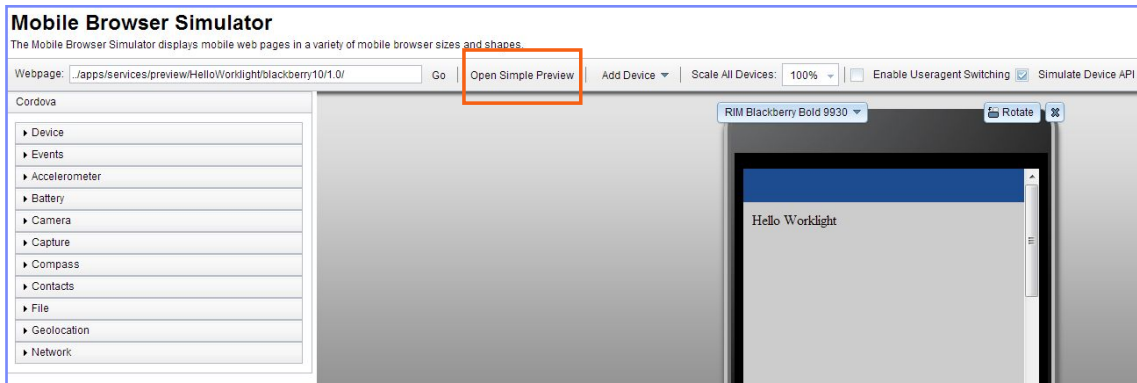 Mobile Browser Simulator
The Mobile Browser Simulator displays mobile web pages in a variety of mobile browser sizes and shapes.
Webpage: ../apps/services/preview/HelloWorklight/blackberry10/1.0/ Go Open Simple Preview Add Device Scale All Devices: 100% Enable Useragent Switching Simulate Device API
Cordova
RIM Blackberry Bold 9930 Rotate
Device
Events
Accelerometer
Battery
Camera
Capture
Compass
Contacts
File
Geolocation
Network
Hello Worklight